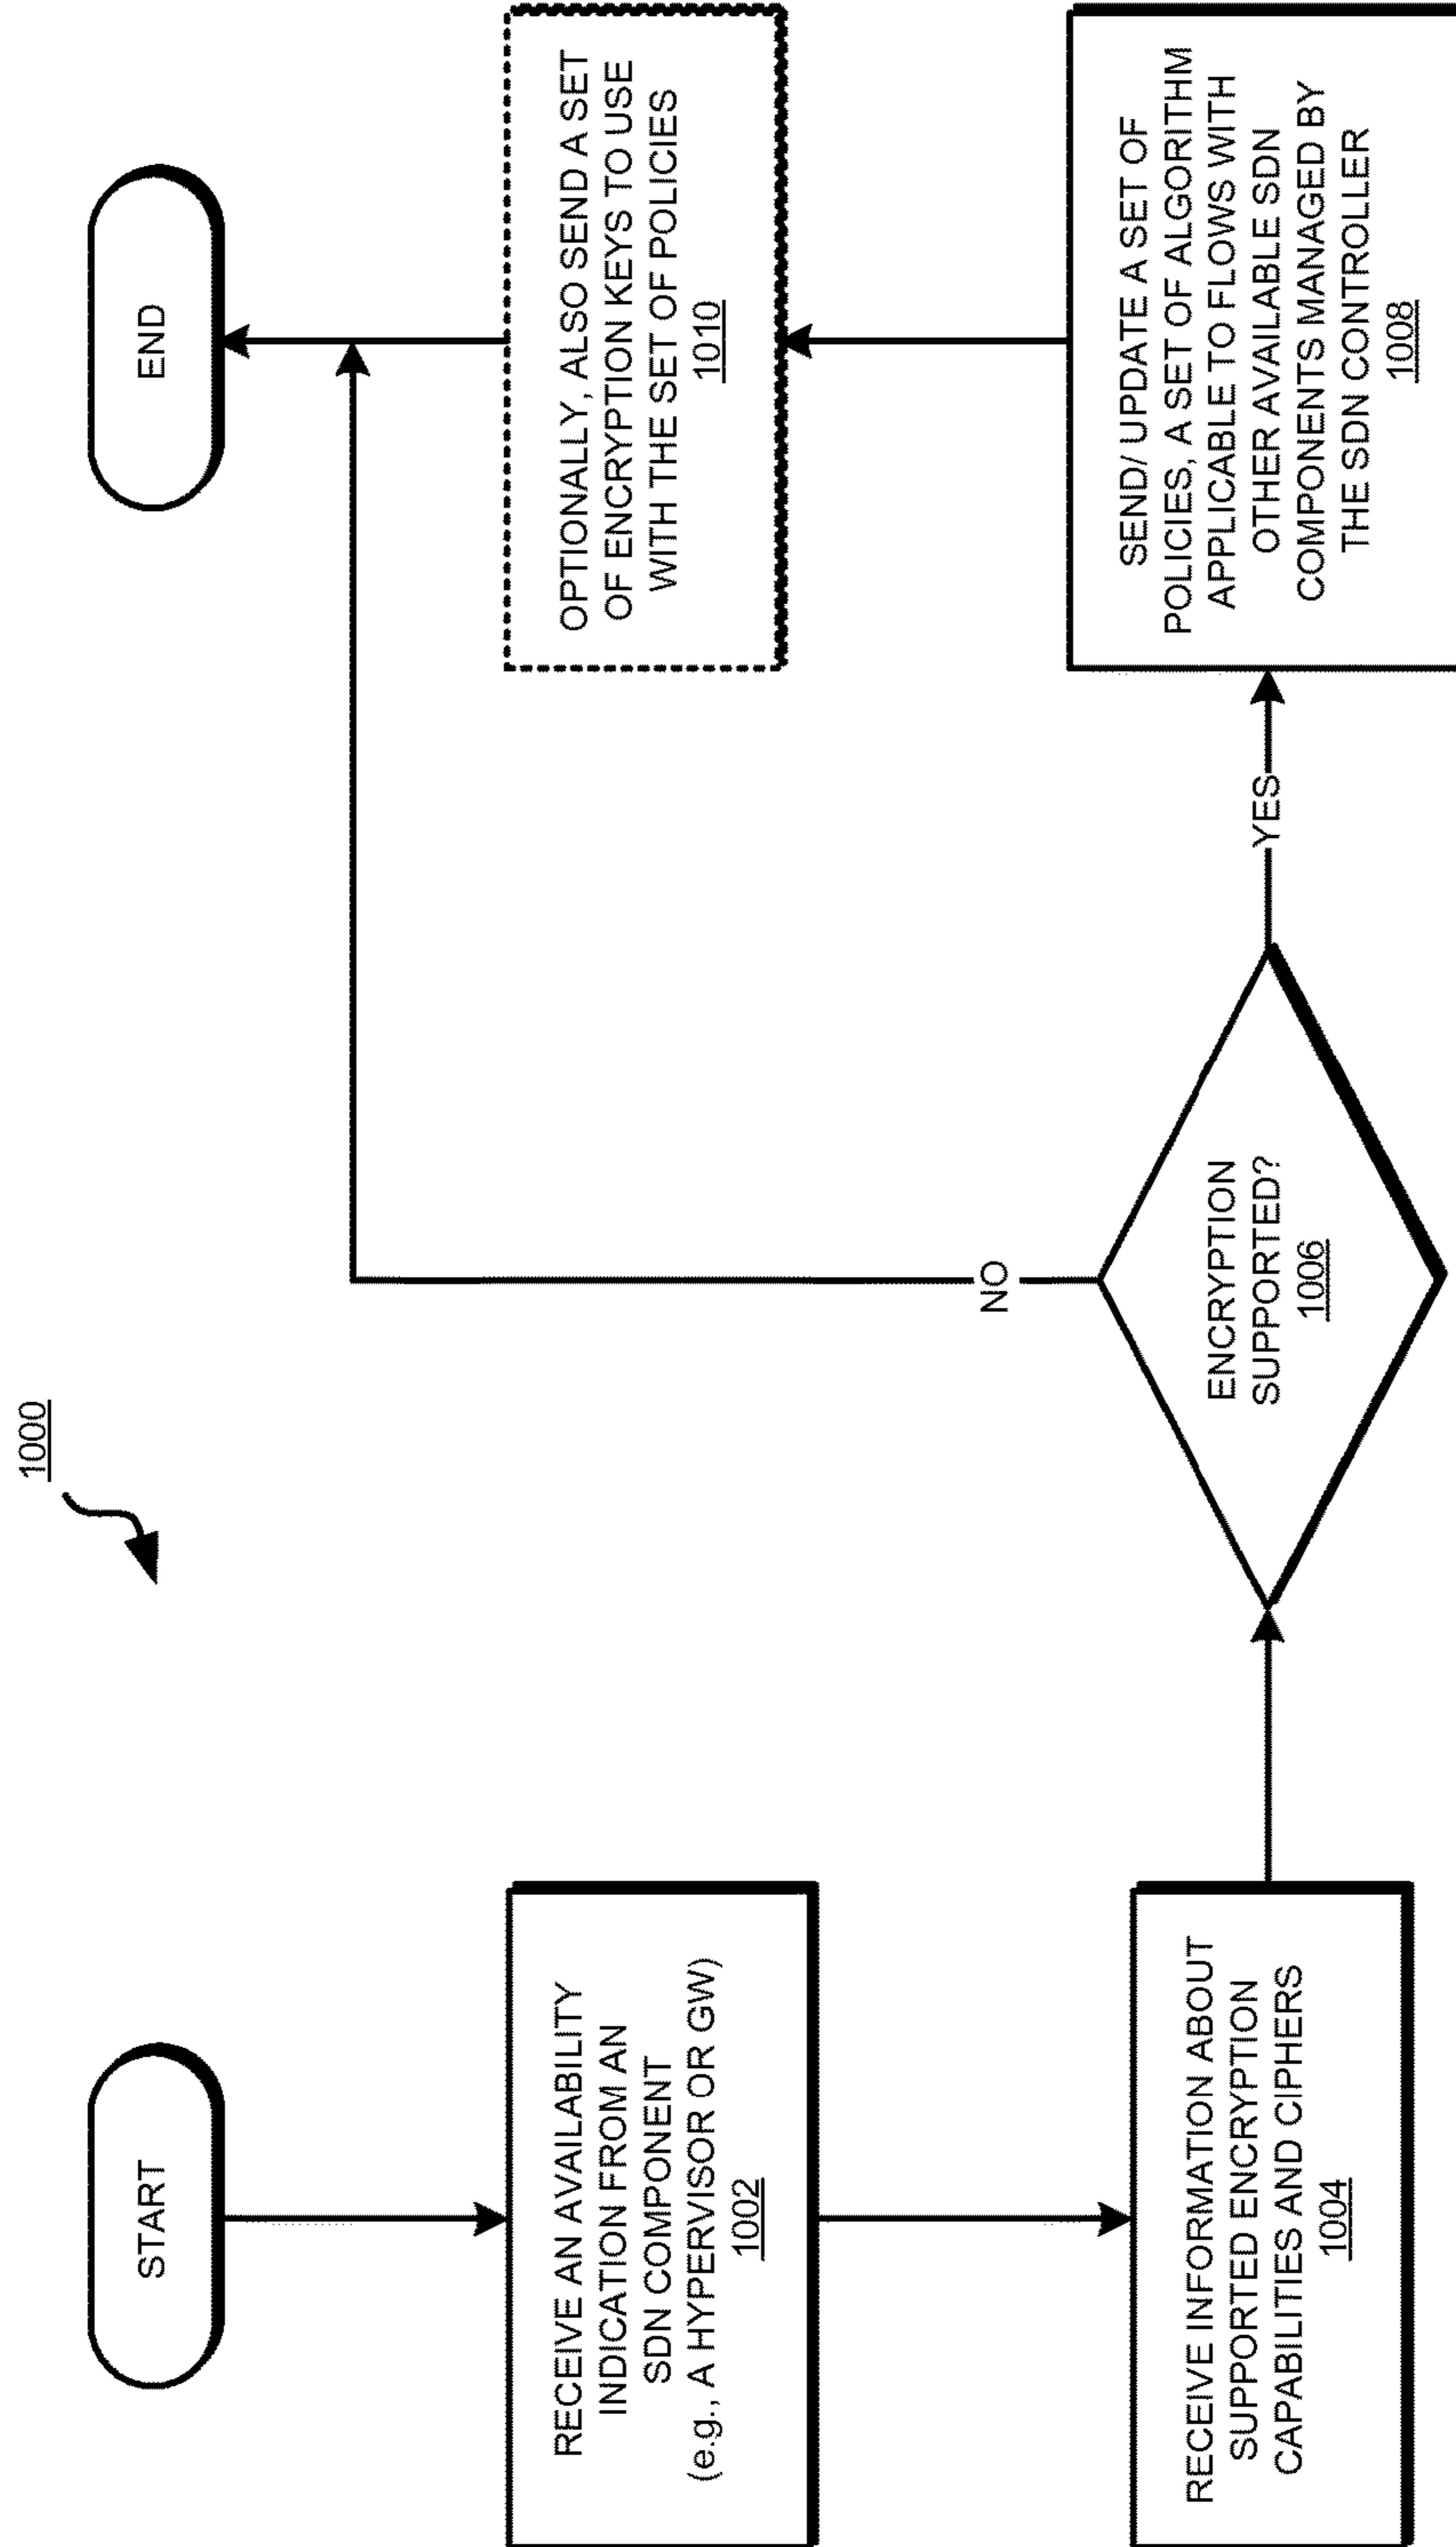 1000
START
RECEIVE AN AVAILABILITY
INDICATION FROM AN
SDN COMPONENT
(e.g., A HYPERVISOR OR GW)
1002
RECEIVE INFORMATION ABOUT
SUPPORTED ENCRYPTION
CAPABILITIES AND CIPHERS
1004
ENCRYPTION
SUPPORTED?
1006
NO
YES
SEND/ UPDATE A SET OF
POLICIES, A SET OF ALGORITHM
APPLICABLE TO FLOWS WITH
OTHER AVAILABLE SDN
COMPONENTS MANAGED BY
THE SDN CONTROLLER
1008
OPTIONALLY, ALSO SEND A SET
OF ENCRYPTION KEYS TO USE
WITH THE SET OF POLICIES
1010
END